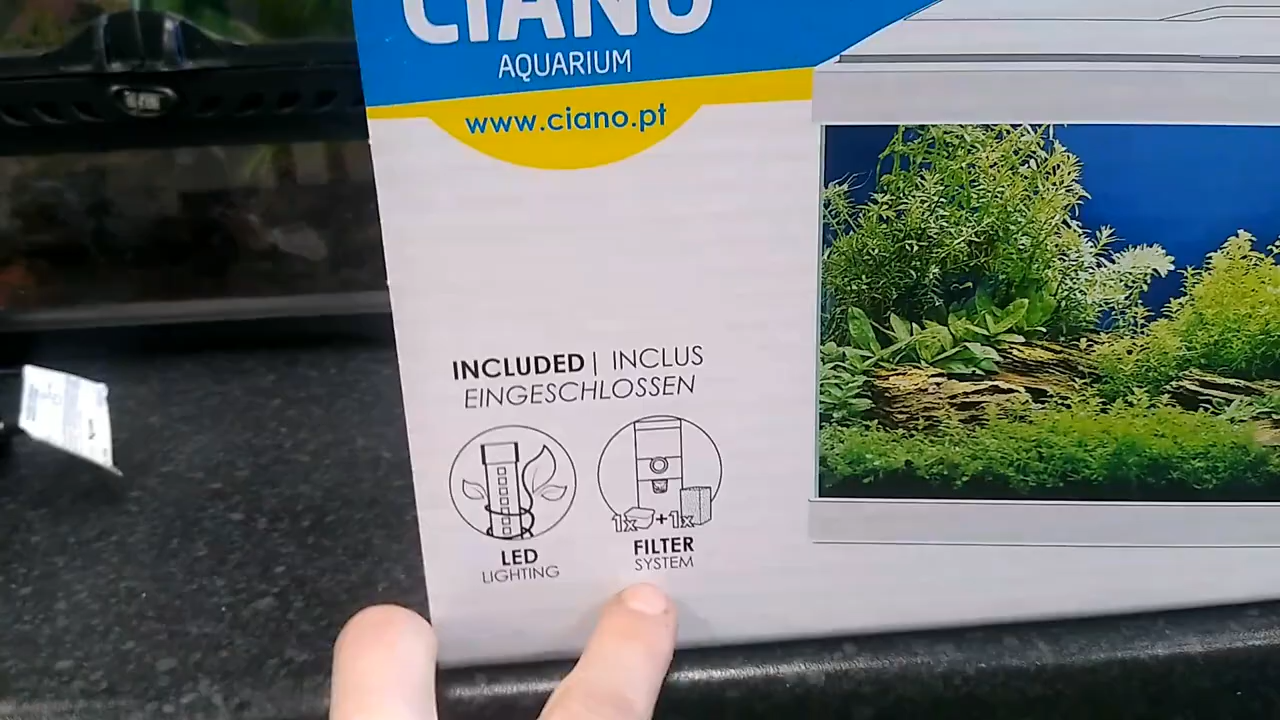 CIANO
AQUARIUM
www.ciano.pt
INCLUDED | INCLUS
EINGESCHLOSSEN
1x +1x
LED
LIGHTING
FILTER
SYSTEM